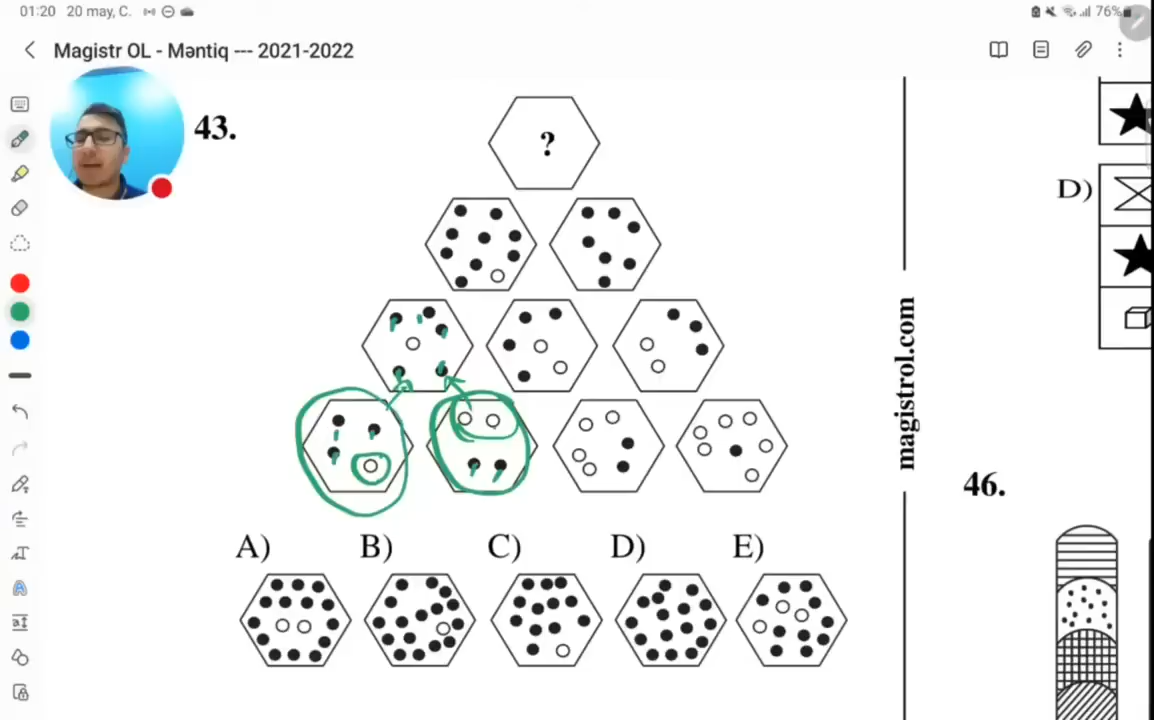 01:20 20 may, C. 76%
Magistr OL - Məntiq --- 2021-2022
43.
?
D)
magistrol.com
46.
A) B) C) D) E)